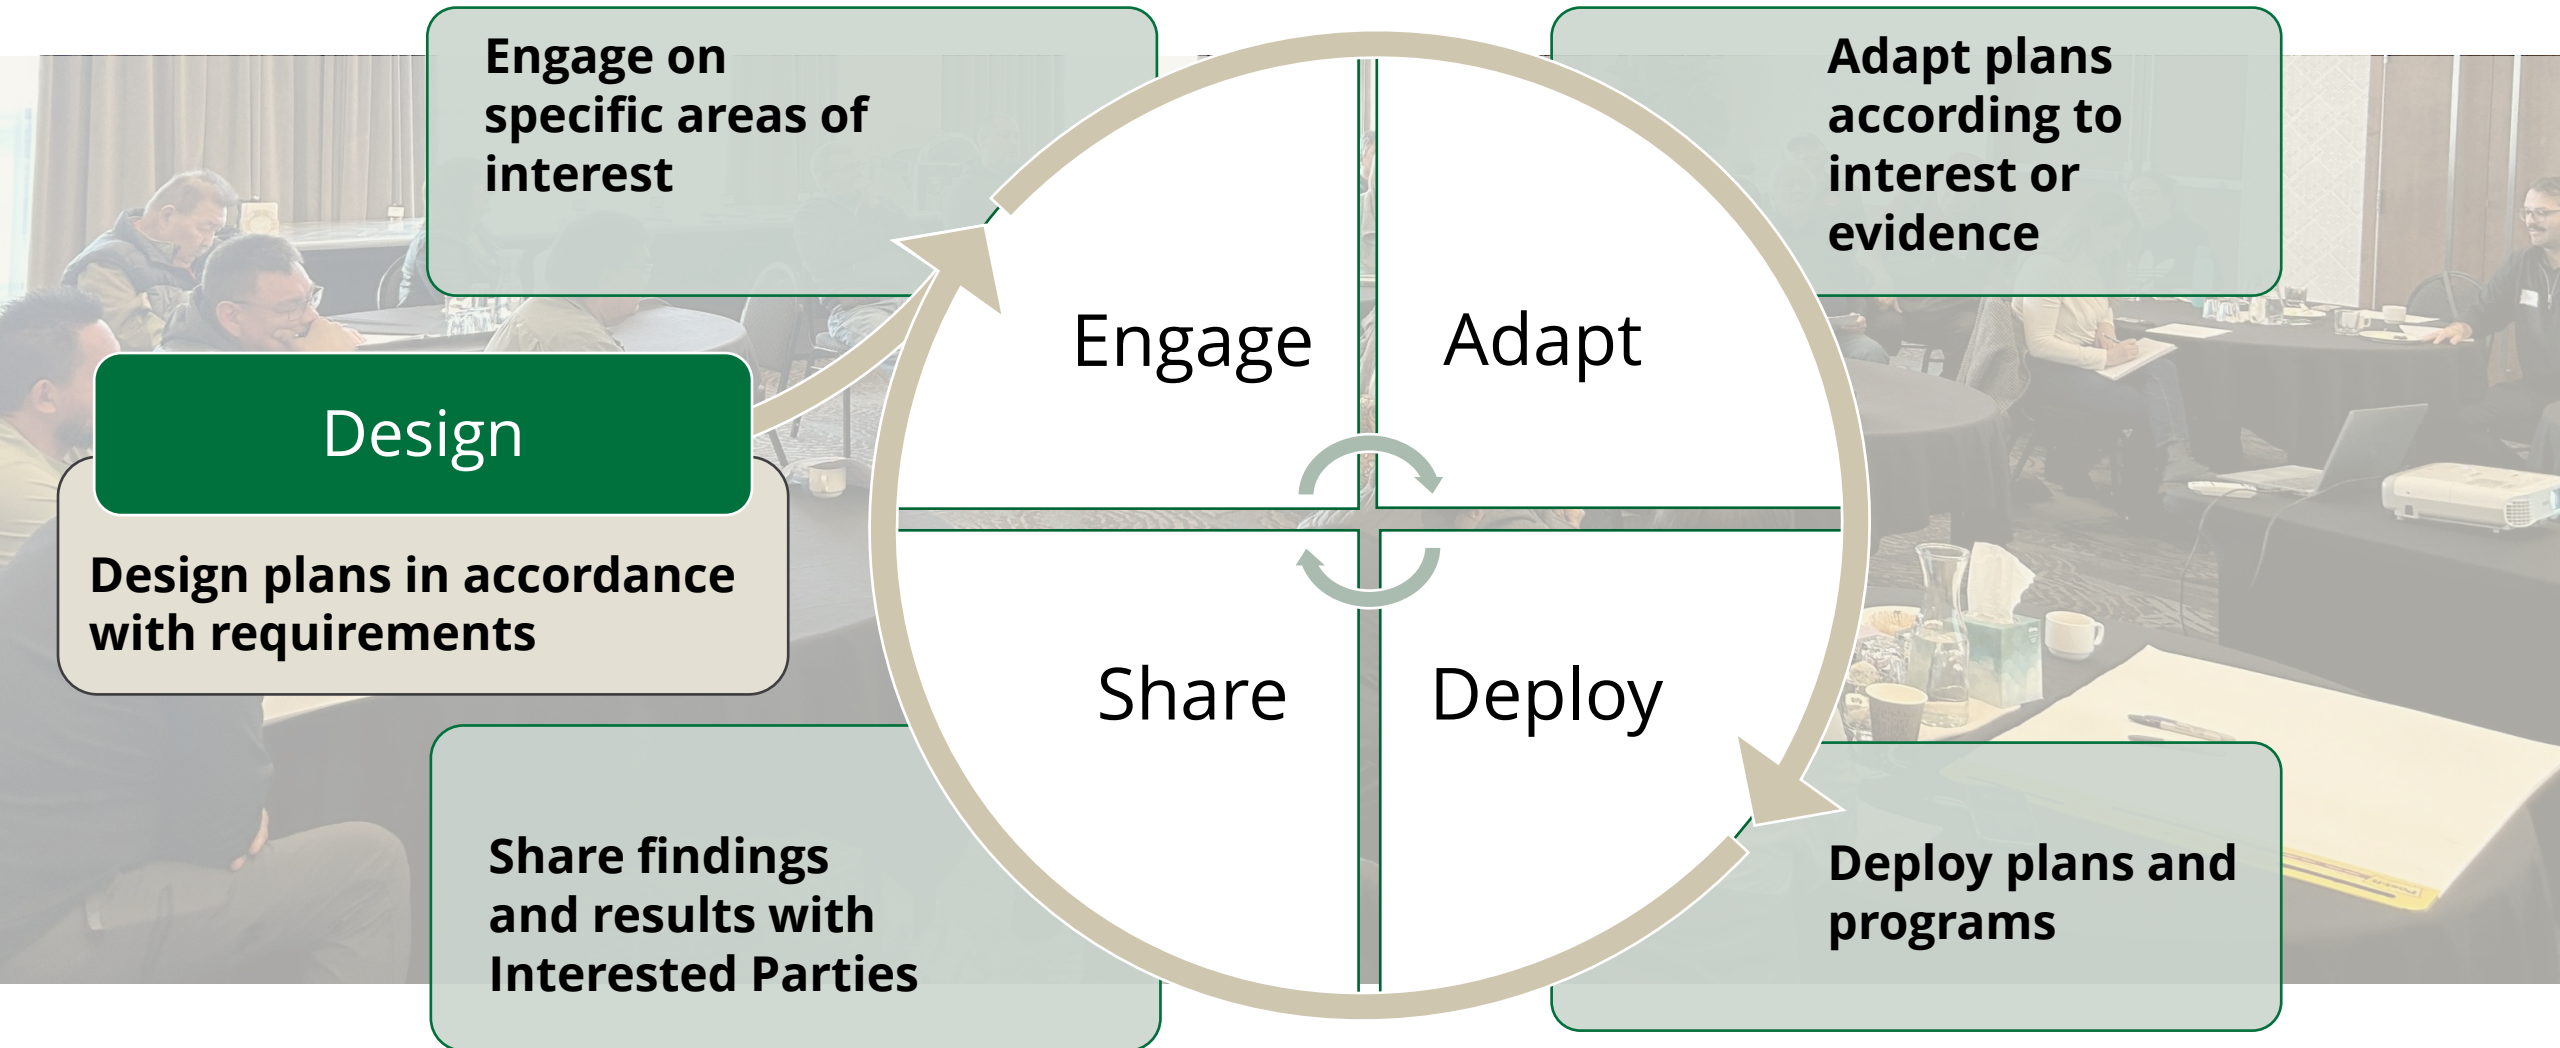 Engage on
specific areas of
interest
Adapt plans
according to
interest or
evidence
Engage
Adapt
Design
Design plans in accordance
with requirements
Share
Deploy
Share findings
and results with
Interested Parties
Deploy plans and
programs